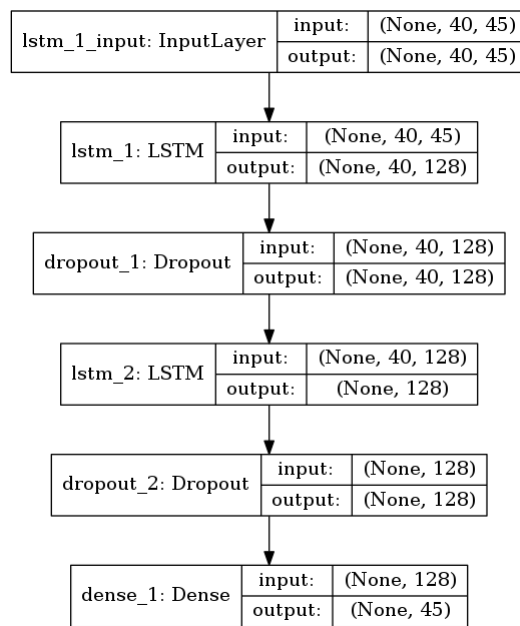 lstm_1_input: InputLayer
input: (None, 40, 45)
output: (None, 40, 45)
lstm_1: LSTM
input: (None, 40, 45)
output: (None, 40, 128)
dropout_1: Dropout
input: (None, 40, 128)
output: (None, 40, 128)
lstm_2: LSTM
input: (None, 40, 128)
output: (None, 128)
dropout_2: Dropout
input: (None, 128)
output: (None, 128)
dense_1: Dense
input: (None, 128)
output: (None, 45)